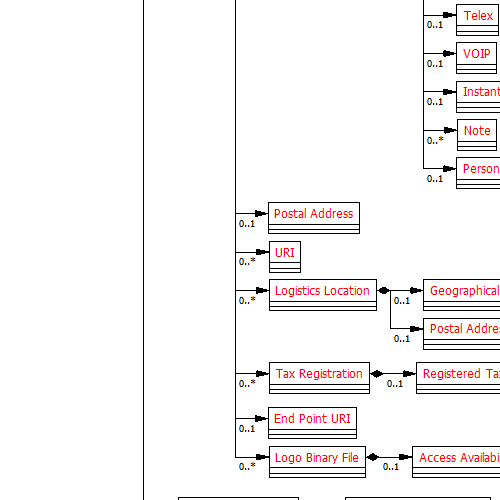 Telex
0..1
VOIP
0..1
Instant
0..1
Note
0..*
Person
0..1
Postal Address
0..1
URI
0..*
Logistics Location
0..*
Geographical
0..1
Postal Addre
0..1
Tax Registration
0..*
Registered Ta
0..1
End Point URI
0..1
Logo Binary File
0..*
Access Availabi
0..1